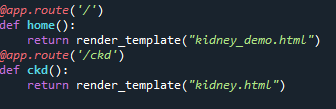 @app.route('/')
def home():
    return render_template("kidney_demo.html")
@app.route('/ckd')
def ckd():
    return render_template("kidney.html")